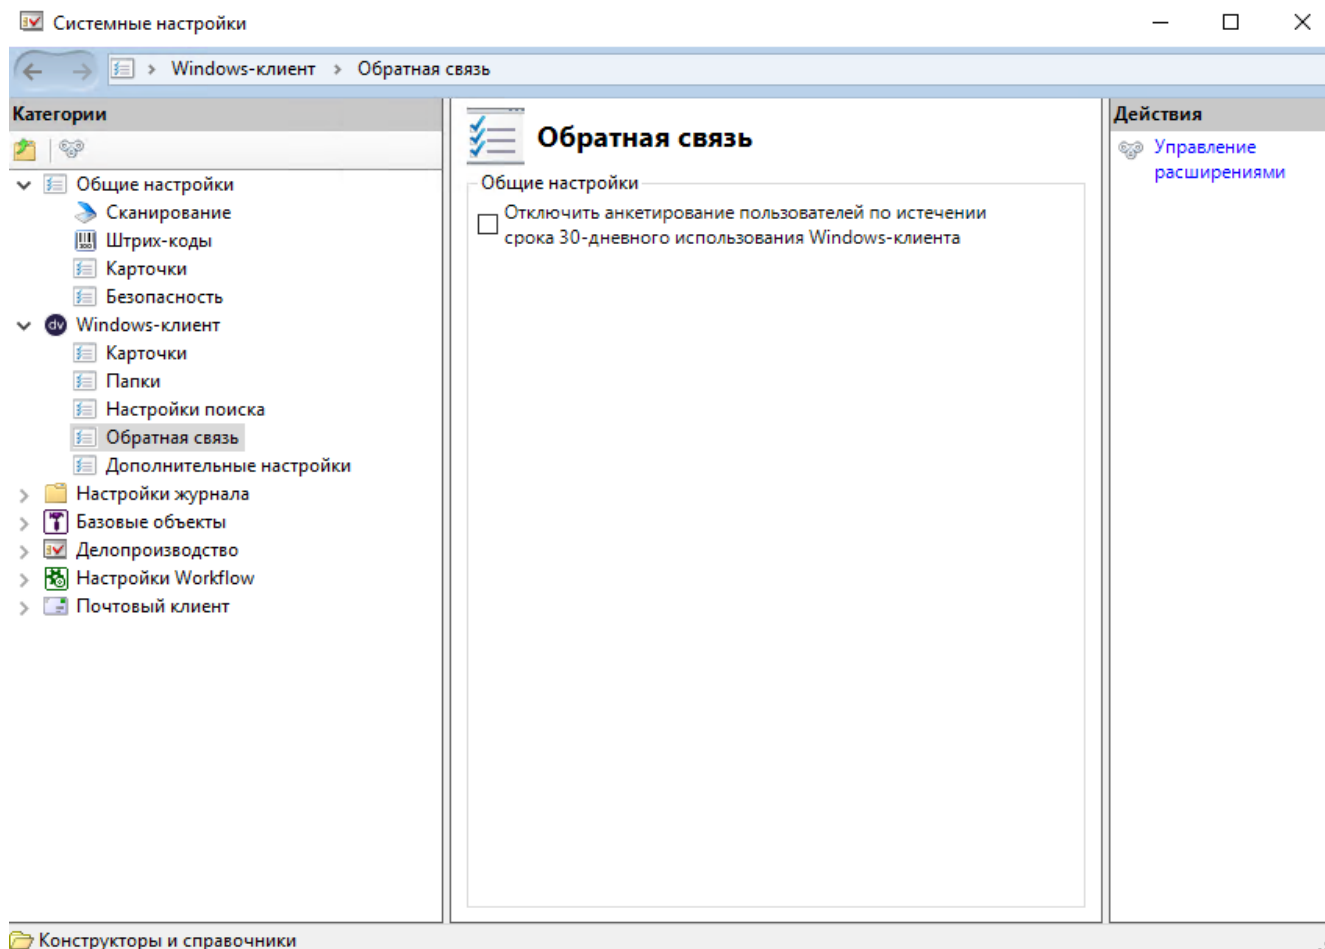 Системные настройки
Windows-клиент > Обратная связь
Категории
Общие настройки
Сканирование
Штрих-коды
Карточки
Безопасность
Windows-клиент
Карточки
Папки
Настройки поиска
Обратная связь
Дополнительные настройки
Настройки журнала
Базовые объекты
Делопроизводство
Настройки Workflow
Почтовый клиент
Обратная связь
Общие настройки
Отключить анкетирование пользователей по истечении
срока 30-дневного использования Windows-клиента
Действия
Управление
расширениями
Конструкторы и справочники